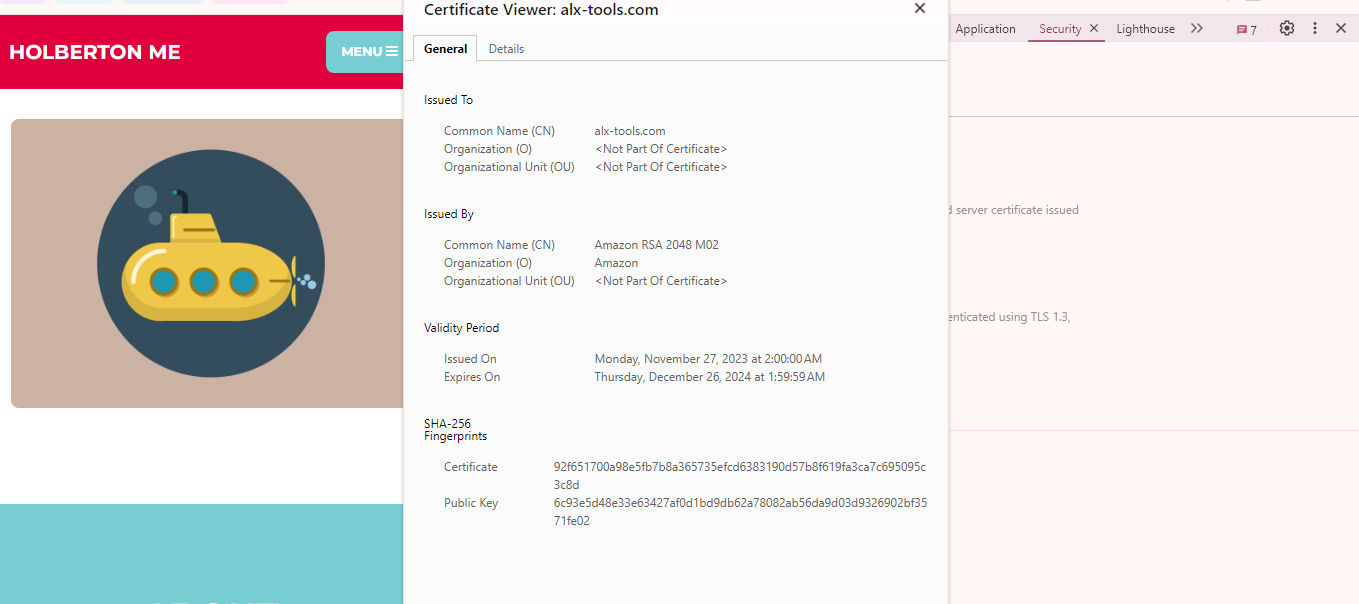 Certificate Viewer: alx-tools.com
Application
Security
Lighthouse
7
HOLBERTON ME
MENU
General
Details
Issued To
Common Name (CN) alx-tools.com
Organization (O) <Not Part Of Certificate>
Organizational Unit (OU) <Not Part Of Certificate>
Issued By
Common Name (CN) Amazon RSA 2048 M02
Organization (O) Amazon
Organizational Unit (OU) <Not Part Of Certificate>
Validity Period
Issued On Monday, November 27, 2023 at 2:00:00 AM
Expires On Thursday, December 26, 2024 at 1:59:59 AM
SHA-256
Fingerprints
Certificate 92f651700a98e5fb7b8a365735efcd6383190d57b8f619fa3ca7c695095c
3c8d
Public Key 6c93e5d48e33e63427af0d1bd9db62a78082ab56da9d03d9326902bf35
71fe02
server certificate issued
using TLS 1.3,